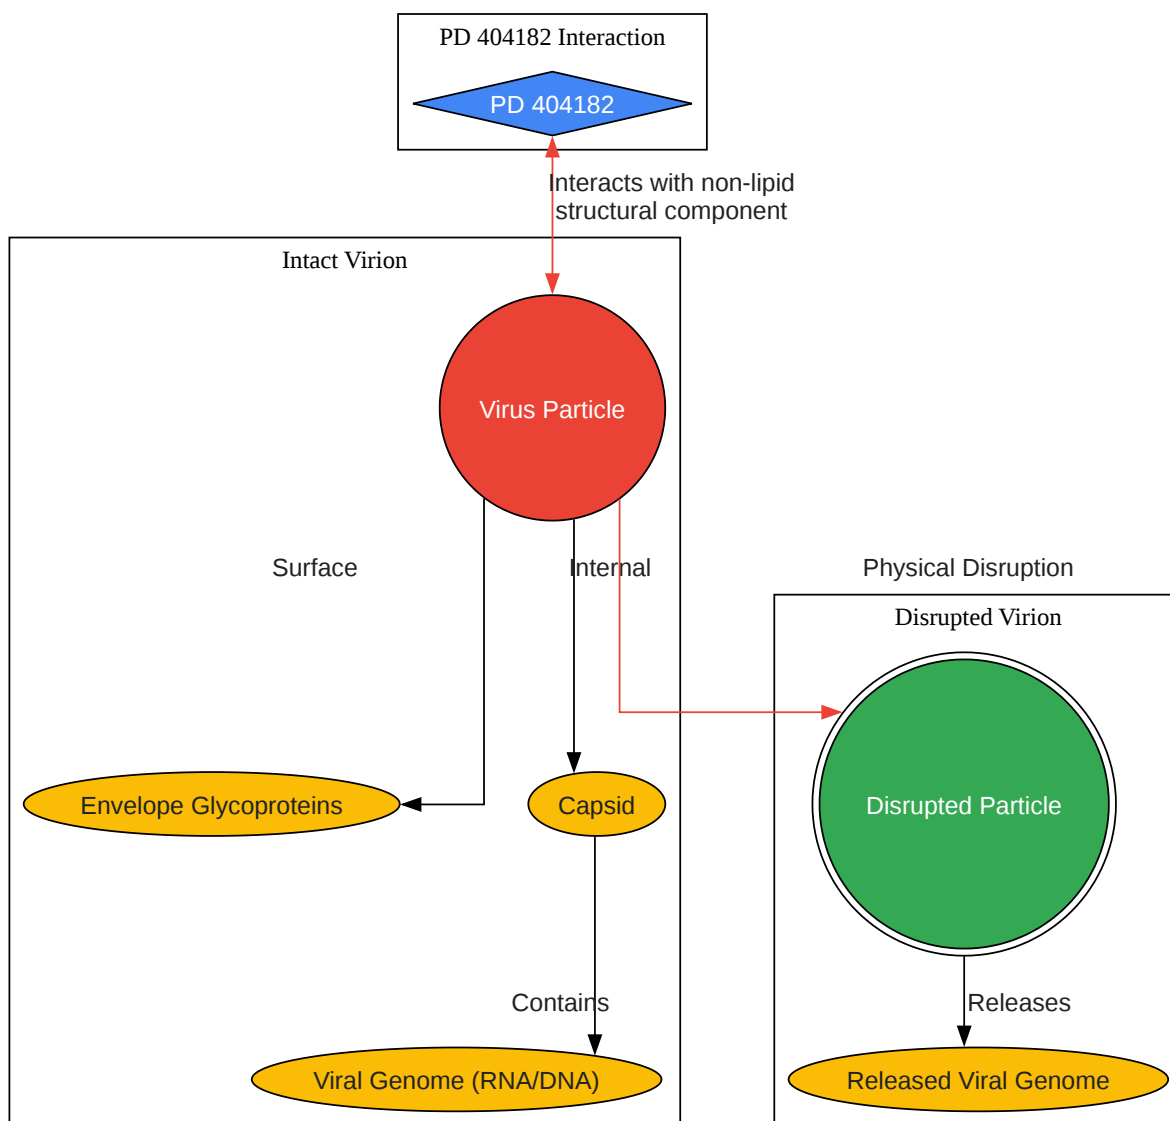 PD 404182 Interaction
PD 404182
Interacts with non-lipid
structural component
Intact Virion
Virus Particle
Surface
Internal
Physical Disruption
Disrupted Virion
Envelope Glycoproteins
Capsid
Disrupted Particle
Contains
Releases
Viral Genome (RNA/DNA)
Released Viral Genome